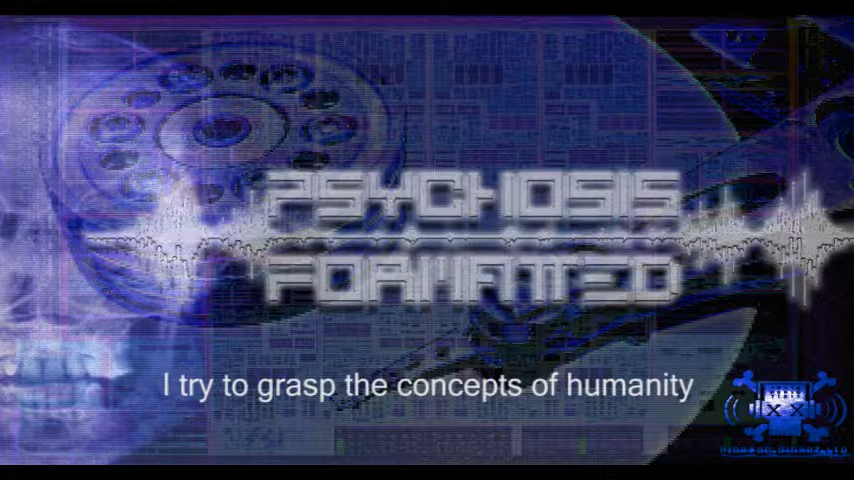 PSYCHOSIS
FORMATTED
I try to grasp the concepts of humanity